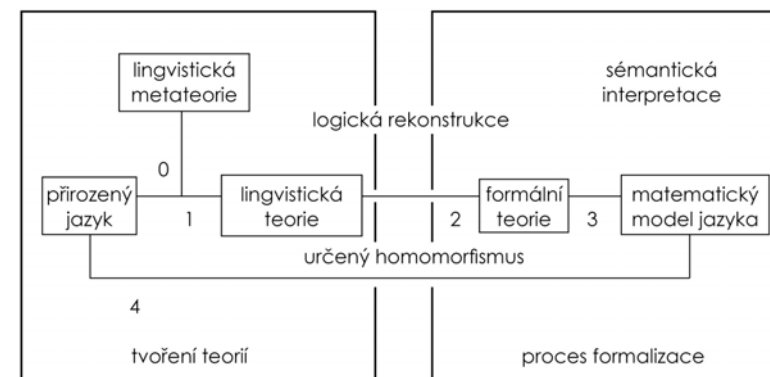 lingvistická
metateorie
sémantická
interpretace
logická rekonstrukce
0
přirozený
jazyk
1
lingvistická
teorie
2
formální
teorie
3
matematický
model jazyka
určený homomorfismus
4
tvoření teorií
proces formalizace